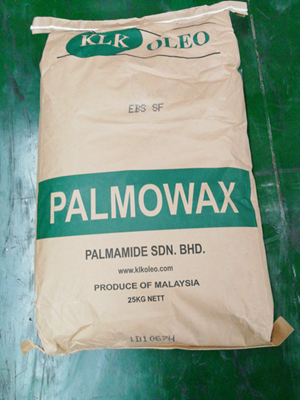 KLK OLEO
EBS SF
PALMOWAX
PALMAMIDE SDN. BHD.
www.klkoleo.com
PRODUCE OF MALAYSIA
25KG NETT